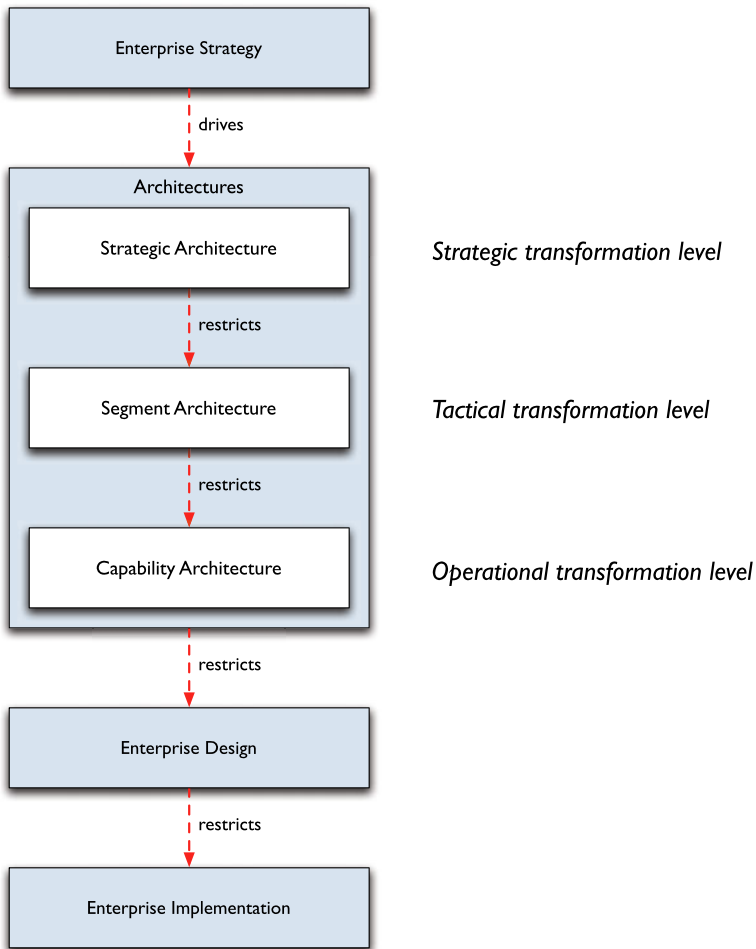 Enterprise Strategy
drives
Architectures
Strategic Architecture
Strategic transformation level
restricts
Segment Architecture
Tactical transformation level
restricts
Capability Architecture
Operational transformation level
restricts
Enterprise Design
restricts
Enterprise Implementation